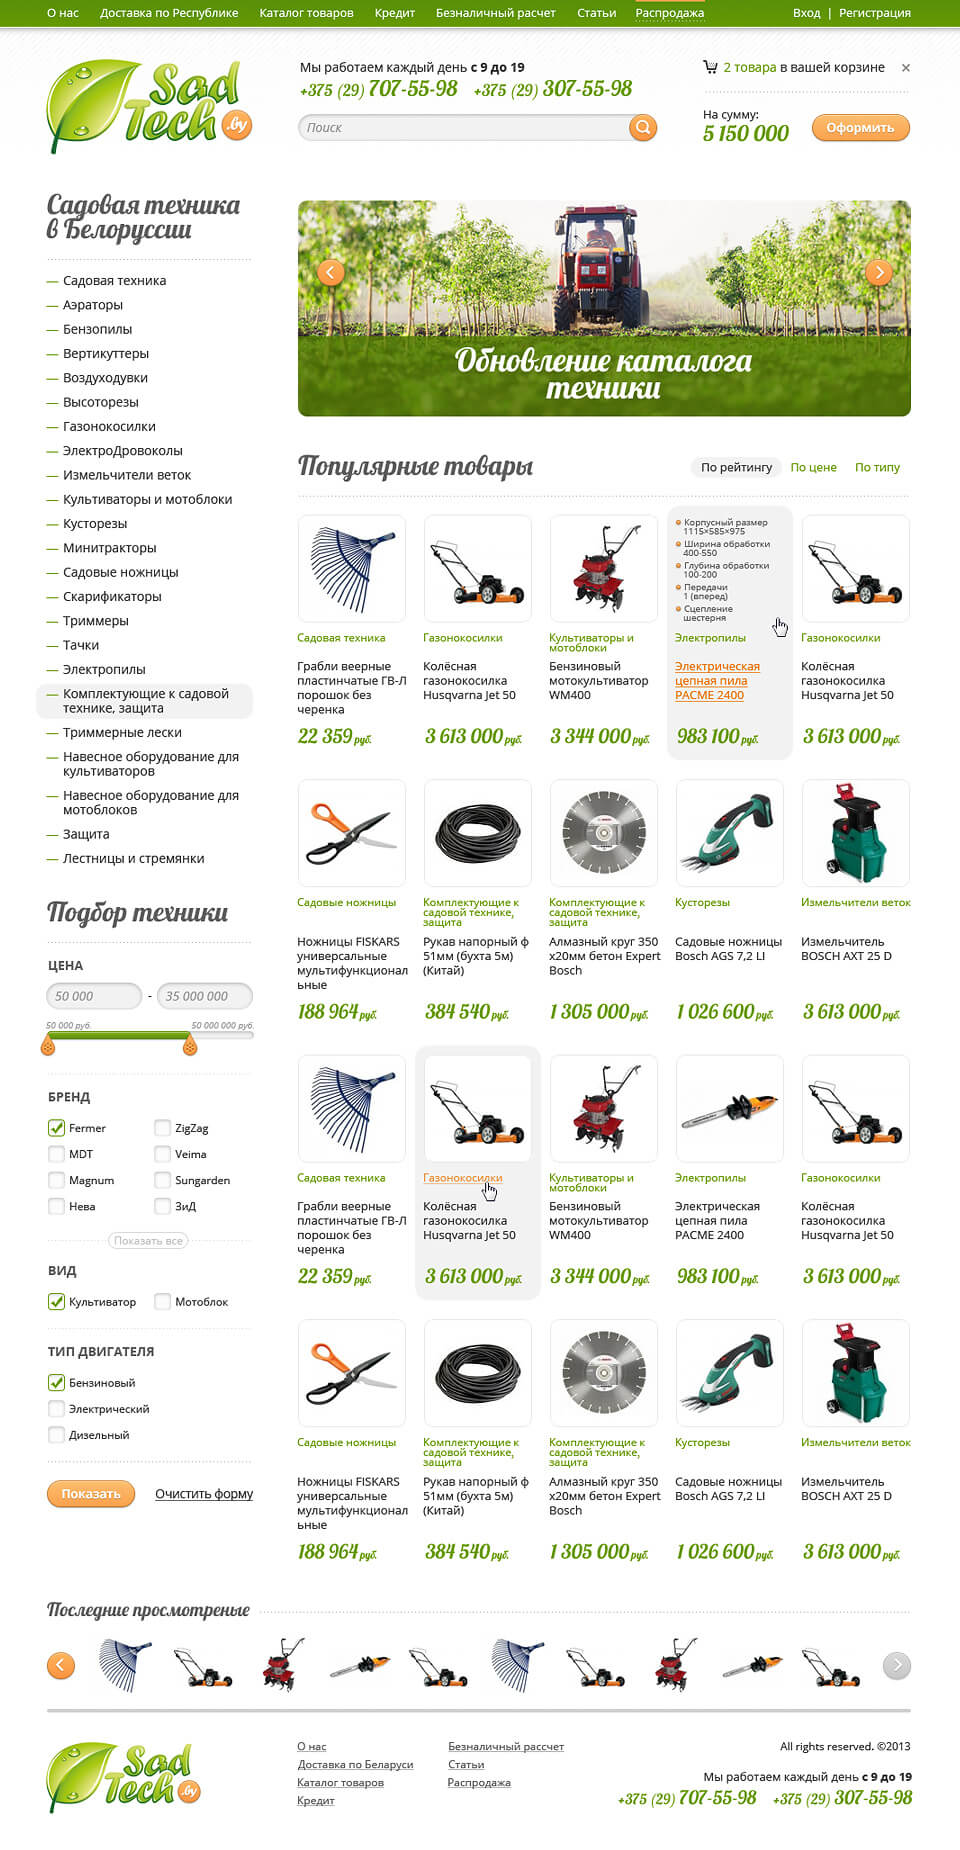 О нас Доставка по Республике Каталог товаров Кредит Безналичный расчет Статьи Распродажа Вход | Регистрация
Sad
Tech .by
Мы работаем каждый день с 9 до 19
+375 (29) 707-55-98 +375 (29) 307-55-98
Поиск
2 товара в вашей корзине
На сумму:
5 150 000
Оформить
Садовая техника
в Белоруссии
— Садовая техника
— Аэраторы
— Бензопилы
— Вертикуттеры
— Воздуходувки
— Высоторезы
— Газонокосилки
— ЭлектроДровоколы
— Измельчители веток
— Культиваторы и мотоблоки
— Кусторезы
— Минитракторы
— Садовые ножницы
— Скарификаторы
— Триммеры
— Тачки
— Электропилы
— Комплектующие к садовой
технике, защита
— Триммерные лески
— Навесное оборудование для
культиваторов
— Навесное оборудование для
мотоблоков
— Защита
— Лестницы и стремянки
Подбор техники
ЦЕНА
50 000 - 35 000 000
50 000 руб. 50 000 000 руб.
БРЕНД
Fermer ZigZag
MDT Veima
Magnum Sungarden
Нева ЗиД
Показать все
ВИД
Культиватор Мотоблок
ТИП ДВИГАТЕЛЯ
Бензиновый
Электрический
Дизельный
Показать Очистить форму
Обновление каталога
техники
Популярные товары
По рейтингу По цене По типу
Садовая техника
Грабли веерные
пластинчатые ГВ-Л
порошок без
черенка
22 359 руб.
Газонокосилки
Колёсная
газонокосилка
Husqvarna Jet 50
3 613 000 руб.
Культиваторы и
мотоблоки
Бензиновый
мотокультиватор
WM400
3 344 000 руб.
Корпусный размер
1115×585×975
Ширина обработки
400-550
Глубина обработки
100-200
Передачи
1 (вперед)
Сцепление
шестерня
Электропилы
Электрическая
цепная пила
PACME 2400
983 100 руб.
Газонокосилки
Колёсная
газонокосилка
Husqvarna Jet 50
3 613 000 руб.
Садовые ножницы
Ножницы FISKARS
универсальные
мультифункционал
ьные
188 964 руб.
Комплектующие к
садовой технике,
защита
Рукав напорный ф
51мм (бухта 5м)
(Китай)
384 540 руб.
Комплектующие к
садовой технике,
защита
Алмазный круг 350
х20мм бетон Expert
Bosch
1 305 000 руб.
Кусторезы
Садовые ножницы
Bosch AGS 7,2 LI
1 026 600 руб.
Измельчители веток
Измельчитель
BOSCH AXT 25 D
3 613 000 руб.
Садовая техника
Грабли веерные
пластинчатые ГВ-Л
порошок без
черенка
22 359 руб.
Газонокосилки
Колёсная
газонокосилка
Husqvarna Jet 50
3 613 000 руб.
Культиваторы и
мотоблоки
Бензиновый
мотокультиватор
WM400
3 344 000 руб.
Электропилы
Электрическая
цепная пила
PACME 2400
983 100 руб.
Газонокосилки
Колёсная
газонокосилка
Husqvarna Jet 50
3 613 000 руб.
Садовые ножницы
Ножницы FISKARS
универсальные
мультифункционал
ьные
188 964 руб.
Комплектующие к
садовой технике,
защита
Рукав напорный ф
51мм (бухта 5м)
(Китай)
384 540 руб.
Комплектующие к
садовой технике,
защита
Алмазный круг 350
х20мм бетон Expert
Bosch
1 305 000 руб.
Кусторезы
Садовые ножницы
Bosch AGS 7,2 LI
1 026 600 руб.
Измельчители веток
Измельчитель
BOSCH AXT 25 D
3 613 000 руб.
Последние просмотреные
Sad
Tech .by
О нас
Доставка по Беларуси
Каталог товаров
Кредит
Безналичный рассчет
Статьи
Распродажа
All rights reserved. ©2013
Мы работаем каждый день с 9 до 19
+375 (29) 707-55-98 +375 (29) 307-55-98